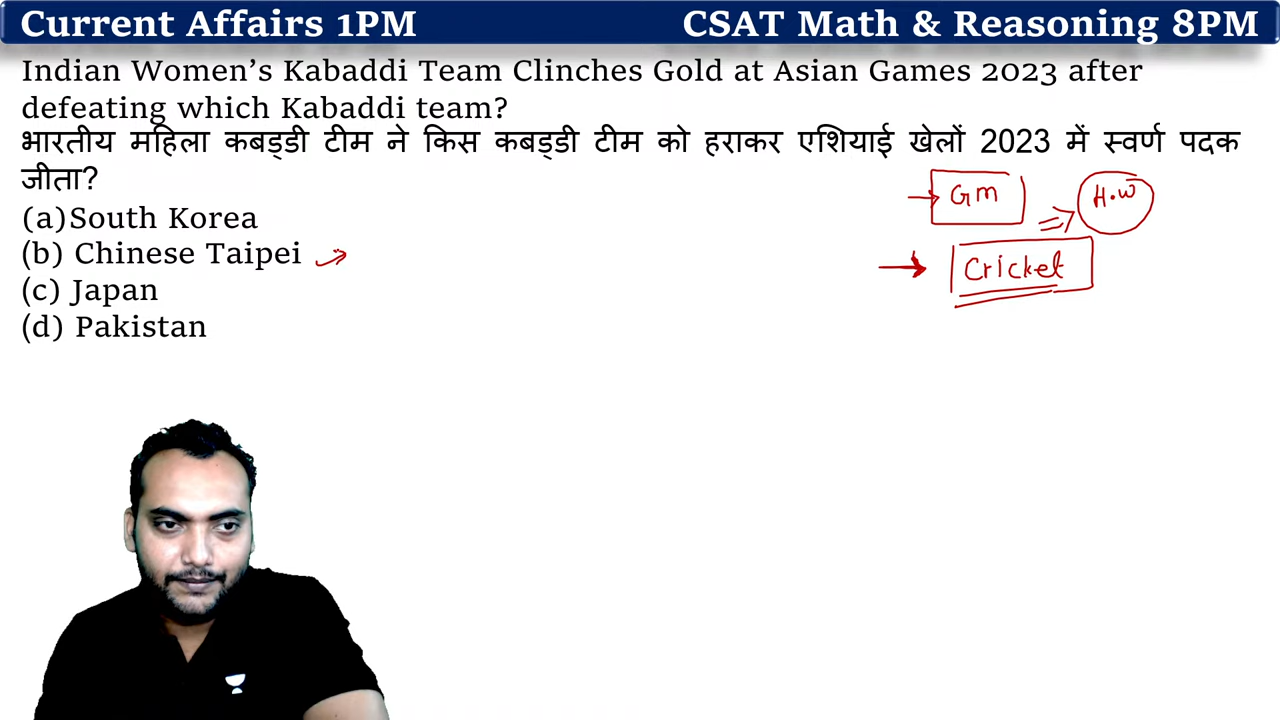 Current Affairs 1PM
CSAT Math & Reasoning 8PM
Indian Women’s Kabaddi Team Clinches Gold at Asian Games 2023 after
defeating which Kabaddi team?
भारतीय महिला कबड्डी टीम ने किस कबड्डी टीम को हराकर एशियाई खेलों 2023 में स्वर्ण पदक
जीता?
GM
H.W
(a)South Korea
(b) Chinese Taipei
Cricket
(c) Japan
(d) Pakistan